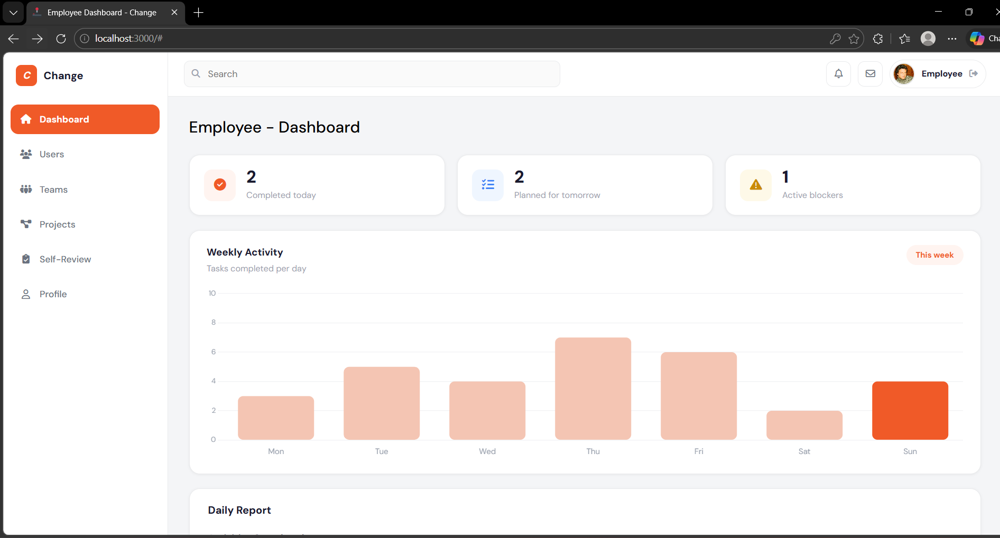 Employee Dashboard - Change
localhost:3000/#
C
Change
Search
Employee
Dashboard
Users
Teams
Projects
Self-Review
Profile
Employee - Dashboard
2
Completed today
2
Planned for tomorrow
1
Active blockers
Weekly Activity
This week
Tasks completed per day
10
8
6
4
2
0
Mon Tue Wed Thu Fri Sat Sun
Daily Report